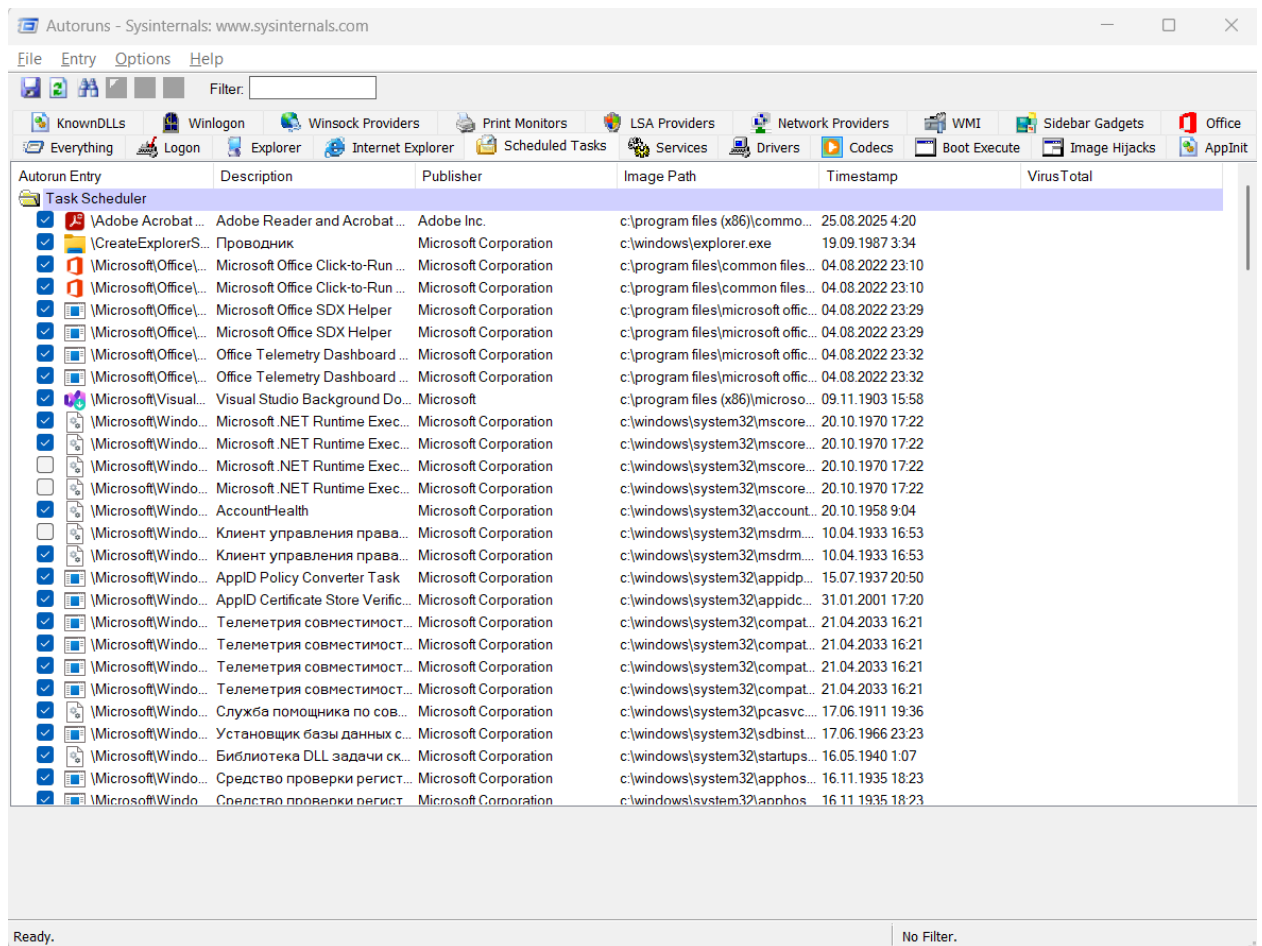 Autoruns - Sysinternals: www.sysinternals.com
File Entry Options Help
Filter:
KnownDLLs Winlogon Winsock Providers Print Monitors LSA Providers Network Providers WMI Sidebar Gadgets Office
Everything Logon Explorer Internet Explorer Scheduled Tasks Services Drivers Codecs Boot Execute Image Hijacks AppInit
Autorun Entry Description Publisher Image Path Timestamp VirusTotal
Task Scheduler
\Adobe Acrobat ... Adobe Reader and Acrobat ... Adobe Inc. c:\program files (x86)\commo... 25.08.2025 4:20
\CreateExplorerS... Проводник Microsoft Corporation c:\windows\explorer.exe 19.09.1987 3:34
\Microsoft\Office\... Microsoft Office Click-to-Run ... Microsoft Corporation c:\program files\common files... 04.08.2022 23:10
\Microsoft\Office\... Microsoft Office Click-to-Run ... Microsoft Corporation c:\program files\common files... 04.08.2022 23:10
\Microsoft\Office\... Microsoft Office SDX Helper Microsoft Corporation c:\program files\microsoft offic... 04.08.2022 23:29
\Microsoft\Office\... Microsoft Office SDX Helper Microsoft Corporation c:\program files\microsoft offic... 04.08.2022 23:29
\Microsoft\Office\... Office Telemetry Dashboard ... Microsoft Corporation c:\program files\microsoft offic... 04.08.2022 23:32
\Microsoft\Office\... Office Telemetry Dashboard ... Microsoft Corporation c:\program files\microsoft offic... 04.08.2022 23:32
\Microsoft\Visual... Visual Studio Background Do... Microsoft c:\program files (x86)\microso... 09.11.1903 15:58
\Microsoft\Windo... Microsoft .NET Runtime Exec... Microsoft Corporation c:\windows\system32\mscore... 20.10.1970 17:22
\Microsoft\Windo... Microsoft .NET Runtime Exec... Microsoft Corporation c:\windows\system32\mscore... 20.10.1970 17:22
\Microsoft\Windo... Microsoft .NET Runtime Exec... Microsoft Corporation c:\windows\system32\mscore... 20.10.1970 17:22
\Microsoft\Windo... Microsoft .NET Runtime Exec... Microsoft Corporation c:\windows\system32\mscore... 20.10.1970 17:22
\Microsoft\Windo... AccountHealth Microsoft Corporation c:\windows\system32\account... 20.10.1958 9:04
\Microsoft\Windo... Клиент управления права... Microsoft Corporation c:\windows\system32\msdrm.... 10.04.1933 16:53
\Microsoft\Windo... Клиент управления права... Microsoft Corporation c:\windows\system32\msdrm.... 10.04.1933 16:53
\Microsoft\Windo... AppID Policy Converter Task Microsoft Corporation c:\windows\system32\appidp... 15.07.1937 20:50
\Microsoft\Windo... AppID Certificate Store Verific... Microsoft Corporation c:\windows\system32\appidc... 31.01.2001 17:20
\Microsoft\Windo... Телеметрия совместимост... Microsoft Corporation c:\windows\system32\compat... 21.04.2033 16:21
\Microsoft\Windo... Телеметрия совместимост... Microsoft Corporation c:\windows\system32\compat... 21.04.2033 16:21
\Microsoft\Windo... Телеметрия совместимост... Microsoft Corporation c:\windows\system32\compat... 21.04.2033 16:21
\Microsoft\Windo... Телеметрия совместимост... Microsoft Corporation c:\windows\system32\compat... 21.04.2033 16:21
\Microsoft\Windo... Служба помощника по сов... Microsoft Corporation c:\windows\system32\pcasvc.... 17.06.1911 19:36
\Microsoft\Windo... Установщик базы данных с... Microsoft Corporation c:\windows\system32\sdbinst.... 17.06.1966 23:23
\Microsoft\Windo... Библиотека DLL задачи ск... Microsoft Corporation c:\windows\system32\startups... 16.05.1940 1:07
\Microsoft\Windo... Средство проверки регист... Microsoft Corporation c:\windows\system32\apphos... 16.11.1935 18:23
\Microsoft\Windo... Средство проверки регист... Microsoft Corporation c:\windows\system32\apphos... 16.11.1935 18:23
Ready. No Filter.